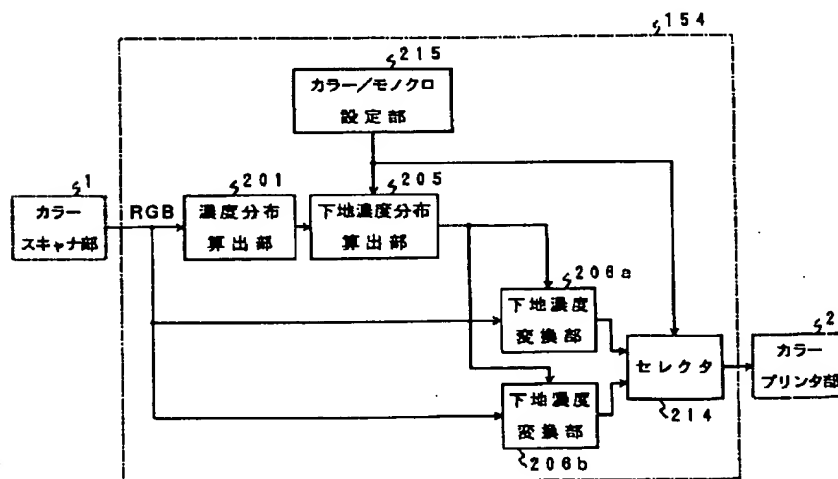 154
215
カラー/モノクロ
設定部
1
カラー
スキャナ部
RGB
201
濃度分布
算出部
205
下地濃度分布
算出部
206a
下地濃度
変換部
206b
下地濃度
変換部
セレクタ
214
2
カラー
プリンタ部